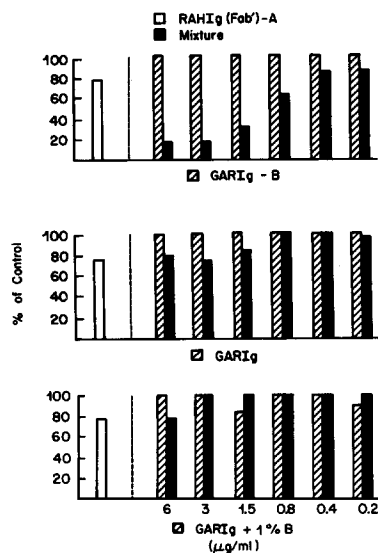 RAHIg (Fab')-A
Mixture
100
80
60
40
20
GARIg - B
% of Control
100
80
60
40
20
GARIg
100
80
60
40
20
6 3 1.5 0.8 0.4 0.2
GARIg + 1% B
(µg/ml)